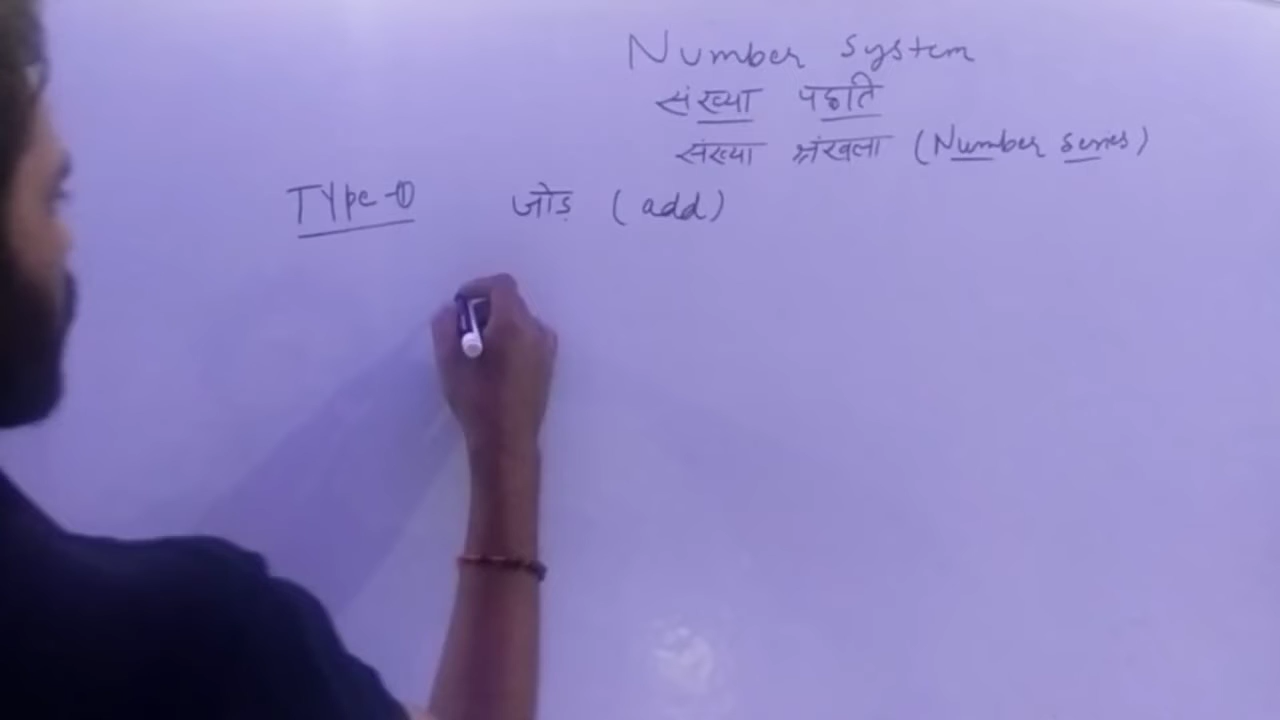 Number System
संख्या पद्धति
संख्या श्रंखला (Number series)
Type-① जोड़ (add)